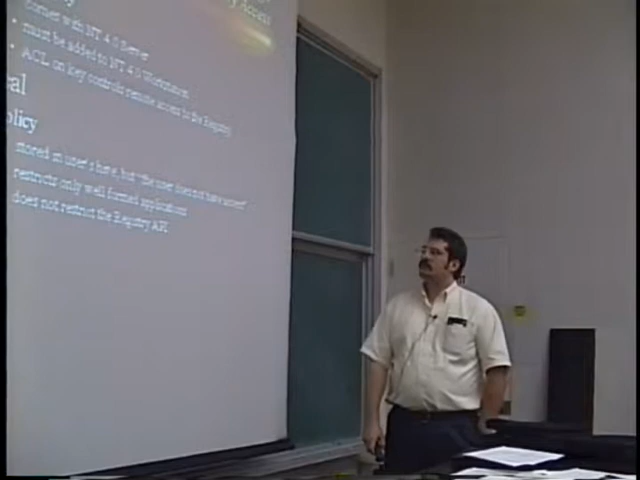 y Access
comes with NT 4.0 Server
must be added to NT 4.0 Workstation
ACL on key controls remote access to the Registry
al
olicy
stored in user's hive, but "the user does not have access"
restricts only well formed applications
does not restrict the Registry API